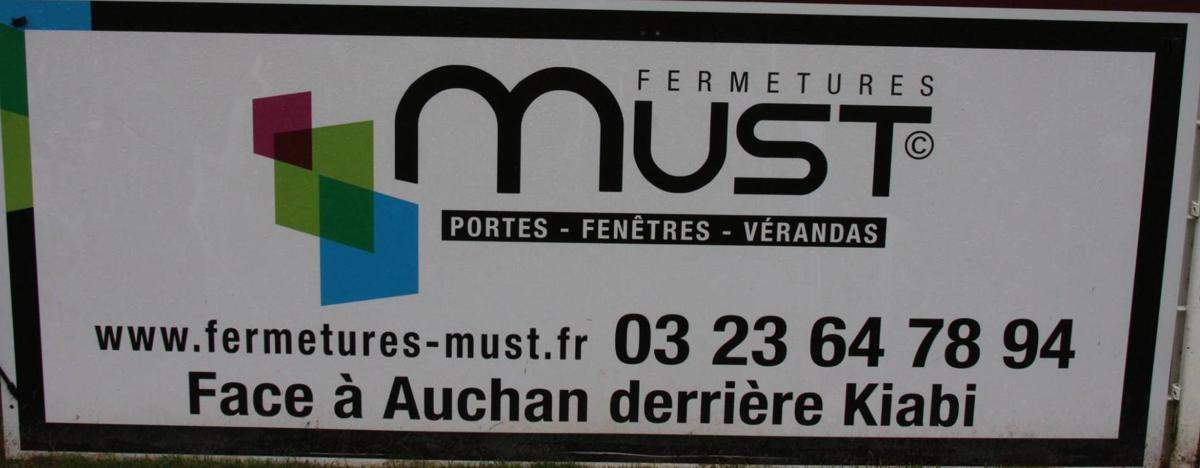 FERMETURES
MUST©
PORTES - FENÊTRES - VÉRANDAS
www.fermetures-must.fr 03 23 64 78 94
Face à Auchan derrière Kiabi